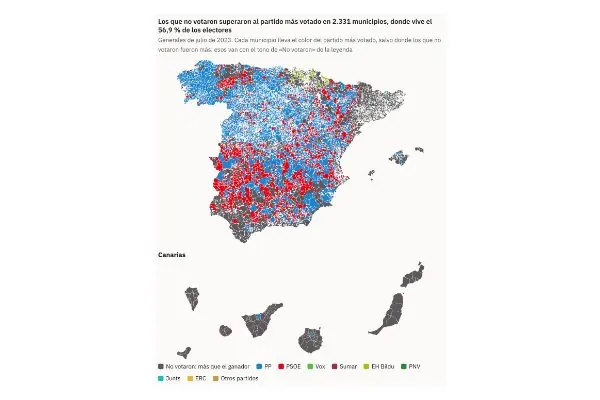 Los que no votaron superaron al partido más votado en 2.331 municipios, donde vive el
56,9 % de los electores
Generales de julio de 2023. Cada municipio lleva el color del partido más votado, salvo donde los que no
votaron fueron más: esos van con el tono de «No votaron» de la leyenda.
Canarias
No votaron: más que el ganador PP PSOE Vox Sumar EH Bildu PNV
Junts ERC Otros partidos